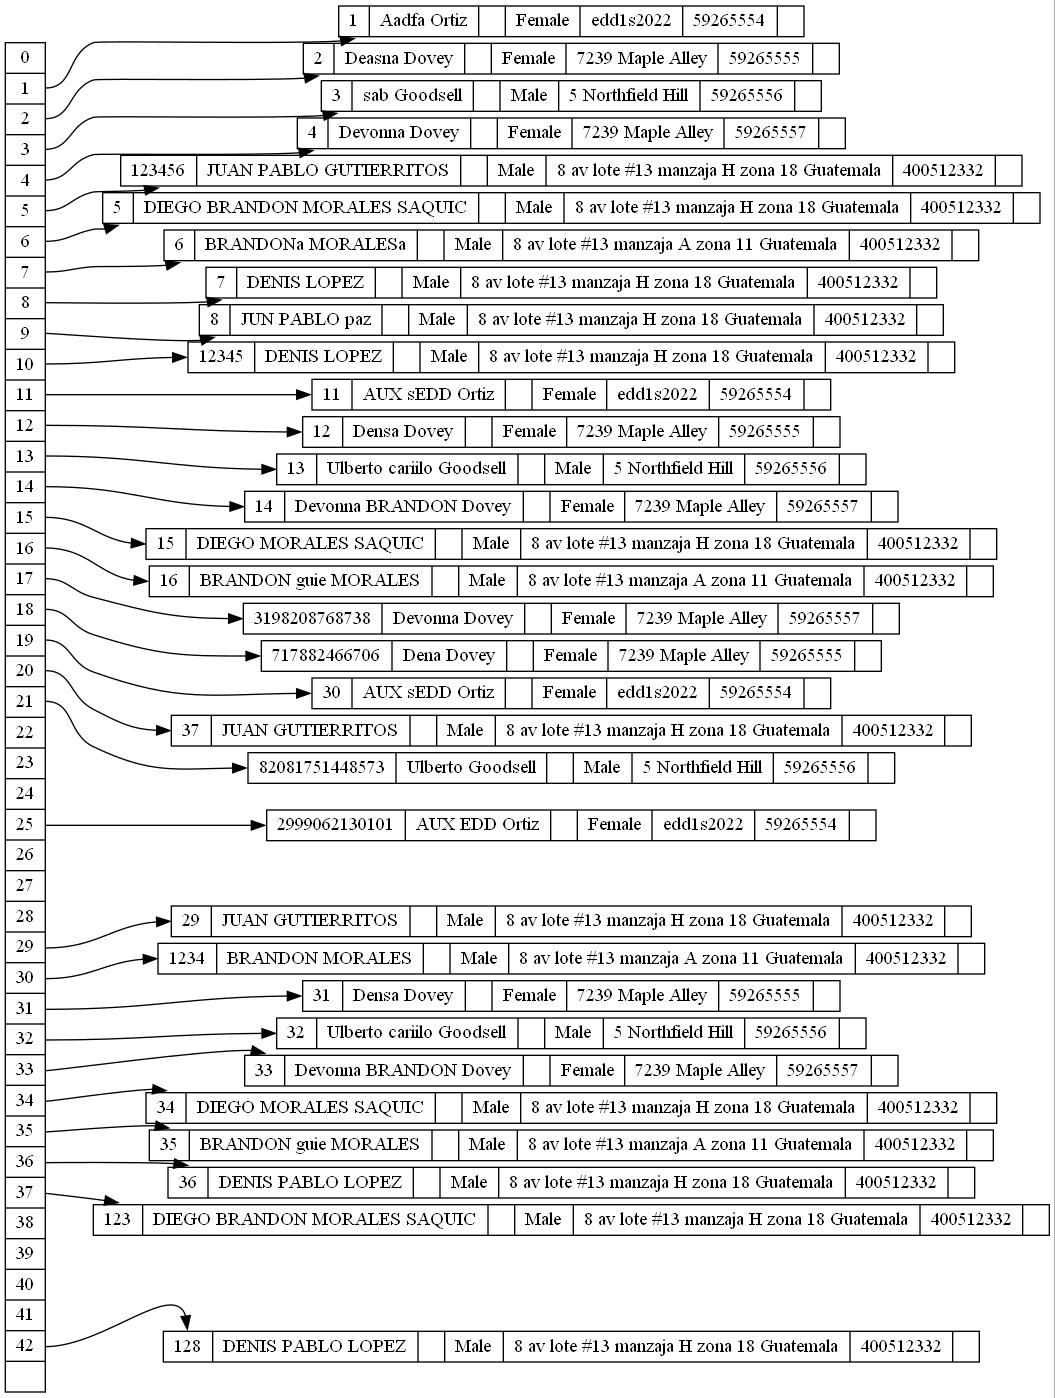 0
1
2
3
4
5
6
7
8
9
10
11
12
13
14
15
16
17
18
19
20
21
22
23
24
25
26
27
28
29
30
31
32
33
34
35
36
37
38
39
40
41
42
1 Aadfa Ortiz Female edd1s2022 59265554
2 Deasna Dovey Female 7239 Maple Alley 59265555
3 sab Goodsell Male 5 Northfield Hill 59265556
4 Devonna Dovey Female 7239 Maple Alley 59265557
123456 JUAN PABLO GUTIERRITOS Male 8 av lote #13 manzaja H zona 18 Guatemala 400512332
5 DIEGO BRANDON MORALES SAQUIC Male 8 av lote #13 manzaja H zona 18 Guatemala 400512332
6 BRANDONa MORALESa Male 8 av lote #13 manzaja A zona 11 Guatemala 400512332
7 DENIS LOPEZ Male 8 av lote #13 manzaja H zona 18 Guatemala 400512332
8 JUN PABLO paz Male 8 av lote #13 manzaja H zona 18 Guatemala 400512332
12345 DENIS LOPEZ Male 8 av lote #13 manzaja H zona 18 Guatemala 400512332
11 AUX sEDD Ortiz Female edd1s2022 59265554
12 Densa Dovey Female 7239 Maple Alley 59265555
13 Ulberto cariilo Goodsell Male 5 Northfield Hill 59265556
14 Devonna BRANDON Dovey Female 7239 Maple Alley 59265557
15 DIEGO MORALES SAQUIC Male 8 av lote #13 manzaja H zona 18 Guatemala 400512332
16 BRANDON guie MORALES Male 8 av lote #13 manzaja A zona 11 Guatemala 400512332
3198208768738 Devonna Dovey Female 7239 Maple Alley 59265557
717882466706 Dena Dovey Female 7239 Maple Alley 59265555
30 AUX sEDD Ortiz Female edd1s2022 59265554
37 JUAN GUTIERRITOS Male 8 av lote #13 manzaja H zona 18 Guatemala 400512332
82081751448573 Ulberto Goodsell Male 5 Northfield Hill 59265556
2999062130101 AUX EDD Ortiz Female edd1s2022 59265554
29 JUAN GUTIERRITOS Male 8 av lote #13 manzaja H zona 18 Guatemala 400512332
1234 BRANDON MORALES Male 8 av lote #13 manzaja A zona 11 Guatemala 400512332
31 Densa Dovey Female 7239 Maple Alley 59265555
32 Ulberto cariilo Goodsell Male 5 Northfield Hill 59265556
33 Devonna BRANDON Dovey Female 7239 Maple Alley 59265557
34 DIEGO MORALES SAQUIC Male 8 av lote #13 manzaja H zona 18 Guatemala 400512332
35 BRANDON guie MORALES Male 8 av lote #13 manzaja A zona 11 Guatemala 400512332
36 DENIS PABLO LOPEZ Male 8 av lote #13 manzaja H zona 18 Guatemala 400512332
123 DIEGO BRANDON MORALES SAQUIC Male 8 av lote #13 manzaja H zona 18 Guatemala 400512332
128 DENIS PABLO LOPEZ Male 8 av lote #13 manzaja H zona 18 Guatemala 400512332